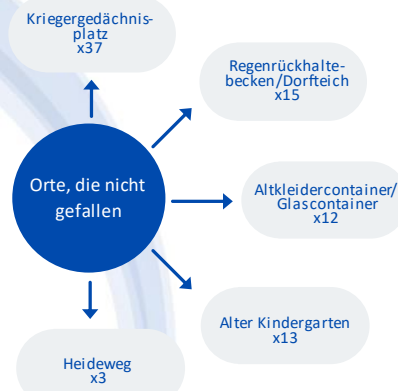 Kriegergedächnis-
platz
x37
Regenrückhalte-
becken/Dorfteich
x15
Orte, die nicht
gefallen
Altkleidercontainer/
Glascontainer
x12
Alter Kindergarten
x13
Heideweg
x3